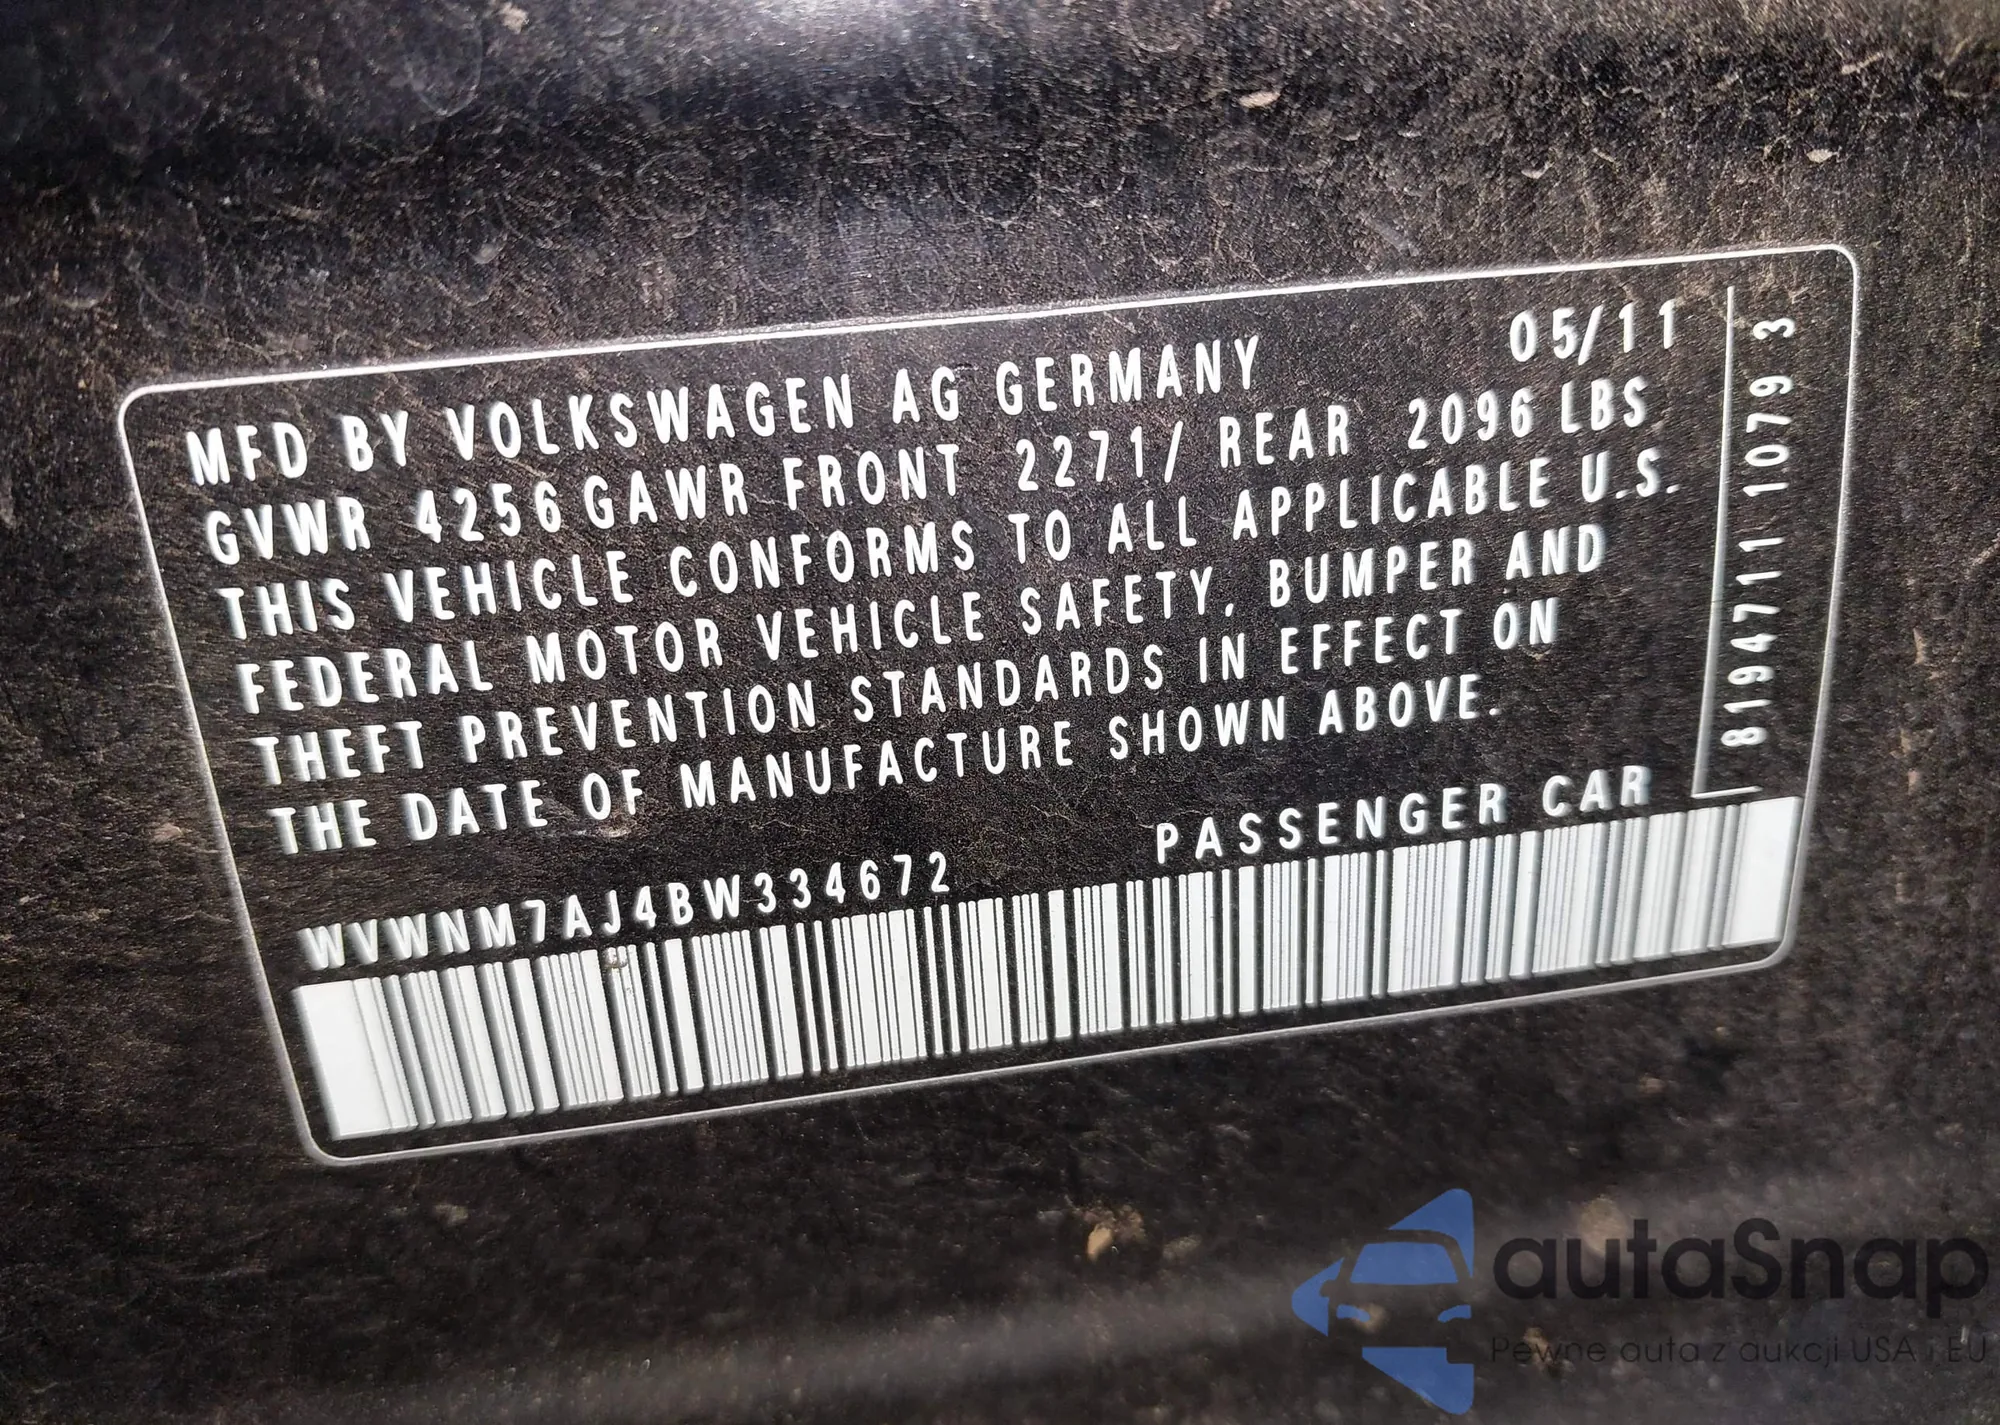 MFD BY VOLKSWAGEN AG GERMANY 05/11
GVWR 4256 GAWR FRONT 2271/ REAR 2096 LBS
THIS VEHICLE CONFORMS TO ALL APPLICABLE U.S.
FEDERAL MOTOR VEHICLE SAFETY, BUMPER AND
THEFT PREVENTION STANDARDS IN EFFECT ON
THE DATE OF MANUFACTURE SHOWN ABOVE.
PASSENGER CAR
WVWNM7AJ4BW334672
8194711 1079 3
autaSnap
Pewne auta z aukcji USA i EU